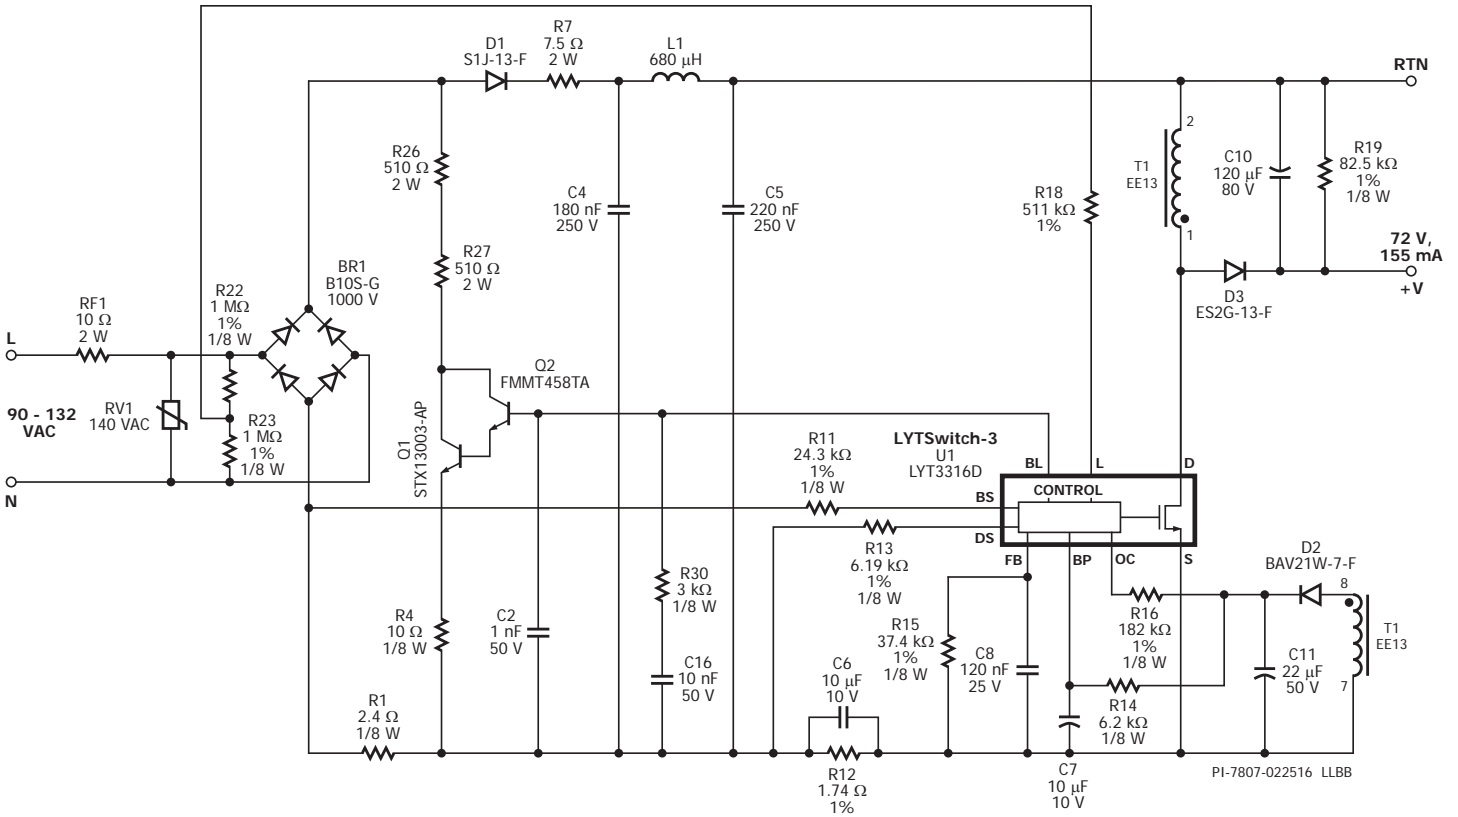 R7
7.5 Ω
2 W
D1
S1J-13-F
L1
680 µH
RTN
R26
510 Ω
2 W
C4
180 nF
250 V
C5
220 nF
250 V
R18
511 kΩ
1%
2
T1
EE13
1
C10
120 µF
80 V
R19
82.5 kΩ
1%
1/8 W
72 V,
155 mA
+V
D3
ES2G-13-F
R27
510 Ω
2 W
BR1
B10S-G
1000 V
R22
1 MΩ
1%
1/8 W
RF1
10 Ω
2 W
L
90 - 132
VAC
RV1
140 VAC
R23
1 MΩ
1%
1/8 W
N
Q2
FMMT458TA
Q1
STX13003-AP
R11
24.3 kΩ
1%
1/8 W
LYTSwitch-3
U1
LYT3316D
BL
L
D
BS
CONTROL
DS
FB
BP
OC
S
R13
6.19 kΩ
1%
1/8 W
D2
BAV21W-7-F
8
T1
EE13
7
R16
182 kΩ
1%
1/8 W
C11
22 µF
50 V
R30
3 kΩ
1/8 W
R4
10 Ω
1/8 W
C2
1 nF
50 V
R15
37.4 kΩ
1%
1/8 W
C8
120 nF
25 V
C16
10 nF
50 V
C6
10 µF
10 V
R14
6.2 kΩ
1/8 W
R1
2.4 Ω
1/8 W
R12
1.74 Ω
1%
C7
10 µF
10 V
PI-7807-022516 LLBB